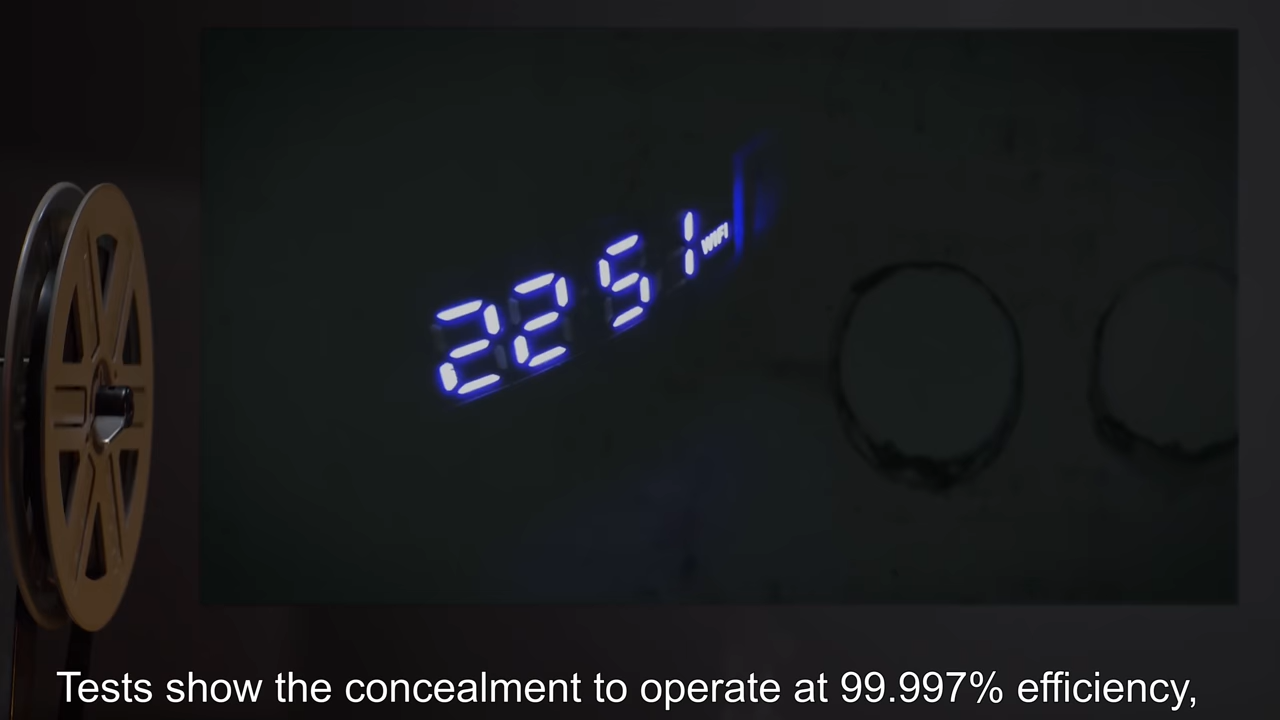 2251
WIFI
Tests show the concealment to operate at 99.997% efficiency,